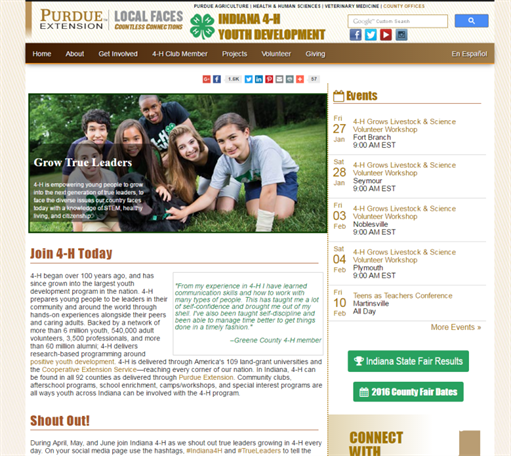 PURDUE AGRICULTURE | HEALTH & HUMAN SCIENCES | VETERINARY MEDICINE | COUNTY OFFICES
PURDUE
EXTENSION
LOCAL FACES
COUNTLESS CONNECTIONS
INDIANA 4-H
YOUTH DEVELOPMENT
Google Custom Search
Home About Get Involved 4-H Club Member Projects Volunteer Giving En Español
1.6K 57
Grow True Leaders
4-H is empowering young people to grow
into the next generation of true leaders, to
face the diverse issues our country faces
today with a knowledge of STEM, healthy
living, and citizenship.
Join 4-H Today
4-H began over 100 years ago, and has
since grown into the largest youth
development program in the nation. 4-H
prepares young people to be leaders in their
community and around the world through
hands-on experiences alongside their peers
and caring adults. Backed by a network of
more than 6 million youth, 540,000 adult
volunteers, 3,500 professionals, and more
than 60 million alumni; 4-H delivers
research-based programming around
positive youth development. 4-H is delivered through America's 109 land-grant universities and
the Cooperative Extension Service—reaching every corner of our nation. In Indiana, 4-H can
be found in all 92 counties as delivered through Purdue Extension. Community clubs,
afterschool programs, school enrichment, camps/workshops, and special interest programs are
all ways youth across Indiana can be involved with the 4-H program.
"From my experience in 4-H I have learned
communication skills and how to work with
many types of people. This has taught me a lot
of self-confidence and brought me out of my
shell. I've also been taught self-discipline and
been able to manage time better to get things
done in a timely fashion."
--Greene County 4-H member
Shout Out!
During April, May, and June join Indiana 4-H as we shout out true leaders growing in 4-H every
day. On your social media page use the hashtags, #Indiana4H and #TrueLeaders to tell the
Events
Fri
27
Jan
4-H Grows Livestock & Science
Volunteer Workshop
Fort Branch
9:00 AM EST
Sat
28
Jan
4-H Grows Livestock & Science
Volunteer Workshop
Seymour
9:00 AM EST
Fri
03
Feb
4-H Grows Livestock & Science
Volunteer Workshop
Noblesville
9:00 AM EST
Sat
04
Feb
4-H Grows Livestock & Science
Volunteer Workshop
Plymouth
9:00 AM EST
Fri
10
Feb
Teens as Teachers Conference
Martinsville
All Day
More Events »
Indiana State Fair Results
2016 County Fair Dates
CONNECT
WITH